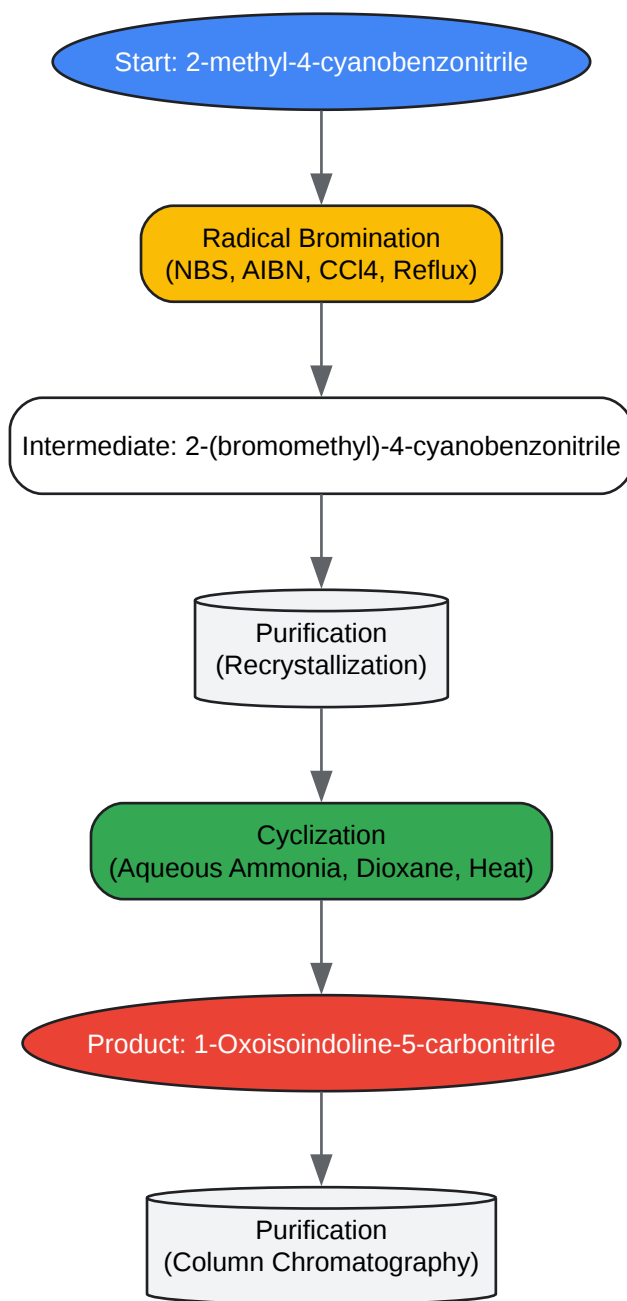 Start: 2-methyl-4-cyanobenzonitrile
Radical Bromination
(NBS, AIBN, CCl4, Reflux)
Intermediate: 2-(bromomethyl)-4-cyanobenzonitrile
Purification
(Recrystallization)
Cyclization
(Aqueous Ammonia, Dioxane, Heat)
Product: 1-Oxoisoindoline-5-carbonitrile
Purification
(Column Chromatography)